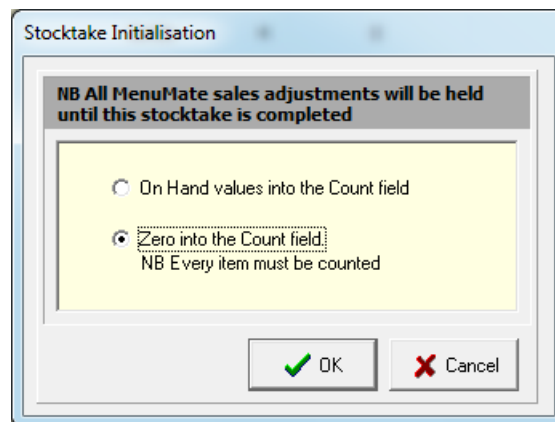 Stocktake Initialisation
NB All MenuMate sales adjustments will be held
until this stocktake is completed
On Hand values into the Count field
Zero into the Count field.
NB Every item must be counted
OK
Cancel